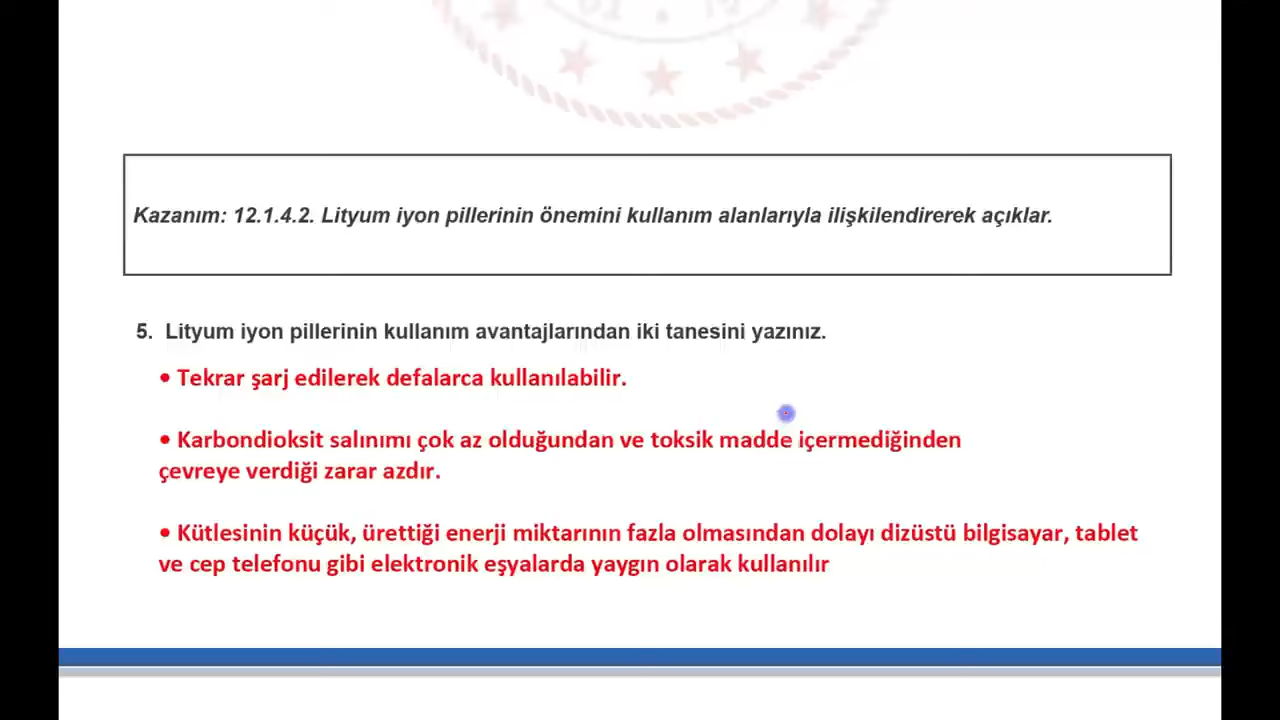 Kazanım: 12.1.4.2. Lityum iyon pillerinin önemini kullanım alanlarıyla ilişkilendirerek açıklar.
5. Lityum iyon pillerinin kullanım avantajlarından iki tanesini yazınız.
• Tekrar şarj edilerek defalarca kullanılabilir.
• Karbondioksit salınımı çok az olduğundan ve toksik madde içermediğinden
çevreye verdiği zarar azdır.
• Kütlesinin küçük, ürettiği enerji miktarının fazla olmasından dolayı dizüstü bilgisayar, tablet
ve cep telefonu gibi elektronik eşyalarda yaygın olarak kullanılır